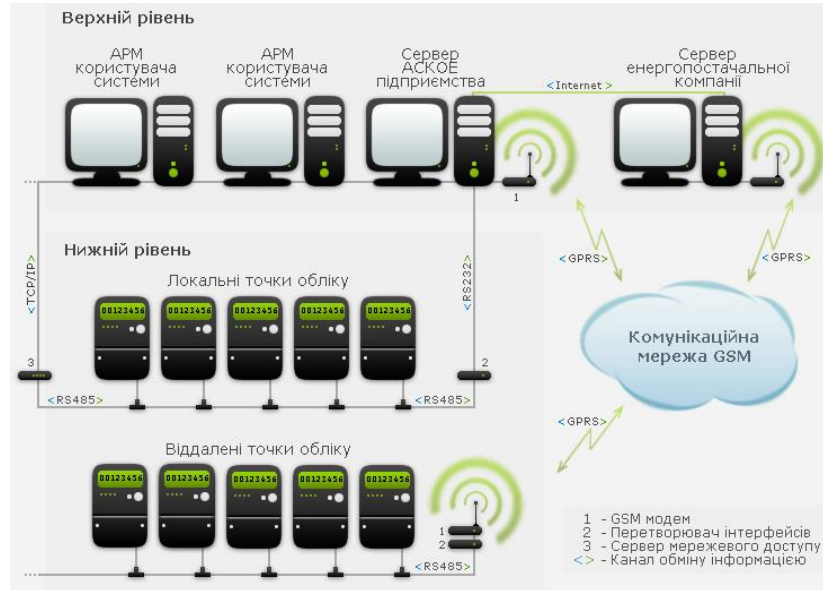 Верхній рівень
АРМ
користувача
системи
АРМ
користувача
системи
Сервер
АСКОЕ
підприємства
Сервер
енергопостачальної
компанії
<Internet>
1
<GPRS>
<GPRS>
<TCP/IP>
<RS232>
Нижній рівень
Локальні точки обліку
00123456
00123456
00123456
00123456
00123456
3
2
<RS485>
<RS485>
Комунікаційна
мережа GSM
<GPRS>
Віддалені точки обліку
00123456
00123456
00123456
00123456
00123456
1
2
<RS485>
1 - GSM модем
2 - Перетворювач інтерфейсів
3 - Сервер мережевого доступу
<> - Канал обміну інформацією